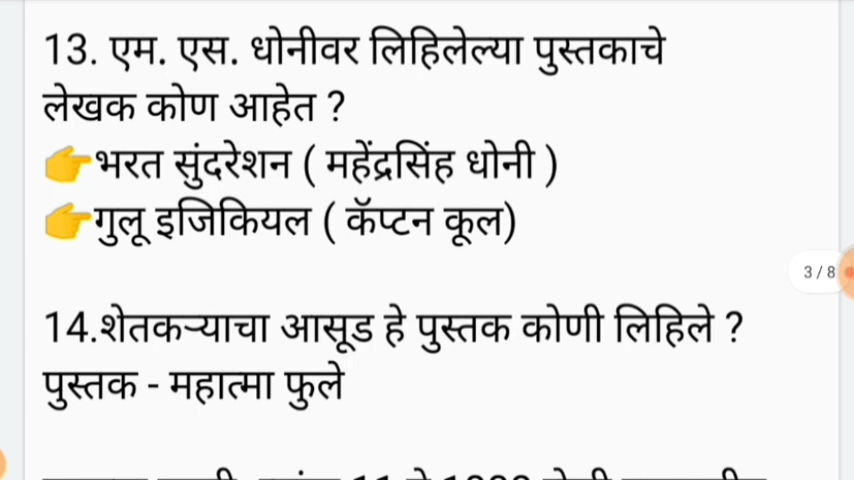 13. एम. एस. धोनीवर लिहिलेल्या पुस्तकाचे
लेखक कोण आहेत ?
👉भरत सुंदरेशन ( महेंद्रसिंह धोनी )
👉गुलू इजिकियल ( कॅप्टन कूल)
3 / 8
14.शेतकऱ्याचा आसूड हे पुस्तक कोणी लिहिले ?
पुस्तक - महात्मा फुले